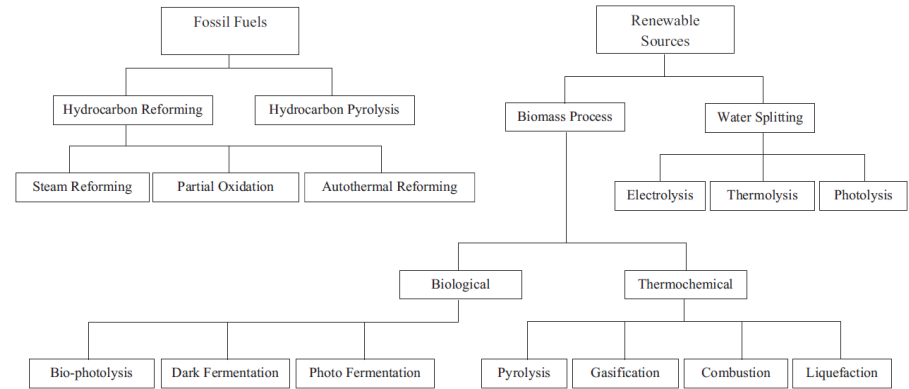 Fossil Fuels
Renewable
Sources
Hydrocarbon Reforming
Hydrocarbon Pyrolysis
Biomass Process
Water Splitting
Steam Reforming
Partial Oxidation
Autothermal Reforming
Electrolysis
Thermolysis
Photolysis
Biological
Thermochemical
Bio-photolysis
Dark Fermentation
Photo Fermentation
Pyrolysis
Gasification
Combustion
Liquefaction